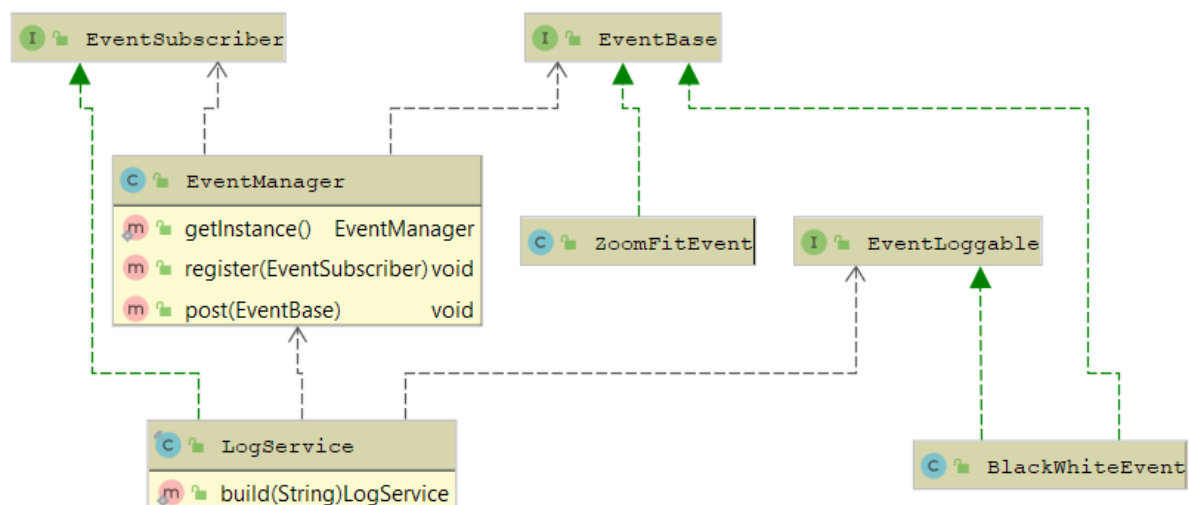 I EventSubscriber
I EventBase
C EventManager
m getInstance() EventManager
m register(EventSubscriber) void
m post(EventBase) void
C ZoomFitEvent
I EventLoggable
C LogService
m build(String) LogService
C BlackWhiteEvent